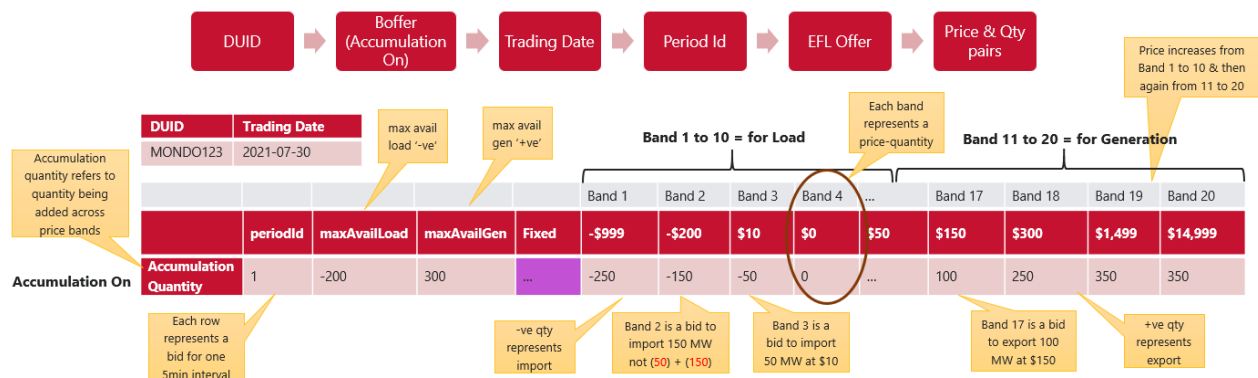 DUID
Boffer
(Accumulation
On)
Trading Date
Period Id
EFL Offer
Price & Qty
pairs
Price increases from
Band 1 to 10 & then
again from 11 to 20
DUID Trading Date
MONDO123 2021-07-30
max avail
load ‘-ve’
max avail
gen ‘+ve’
Each band
represents a
price-quantity
Band 1 to 10 = for Load
Band 11 to 20 = for Generation
Accumulation
quantity refers to
quantity being
added across
price bands
Band 1 Band 2 Band 3 Band 4 ... Band 17 Band 18 Band 19 Band 20
periodId maxAvailLoad maxAvailGen Fixed -$999 -$200 $10 $0 $50 $150 $300 $1,499 $14,999
Accumulation On
Accumulation
Quantity
1 -200 300 ... -250 -150 -50 0 ... 100 250 350 350
Each row
represents a
bid for one
5min interval
-ve qty
represents
import
Band 2 is a bid to
import 150 MW
not (50) + (150)
Band 3 is a
bid to import
50 MW at $10
Band 17 is a bid
to export 100
MW at $150
+ve qty
represents
export